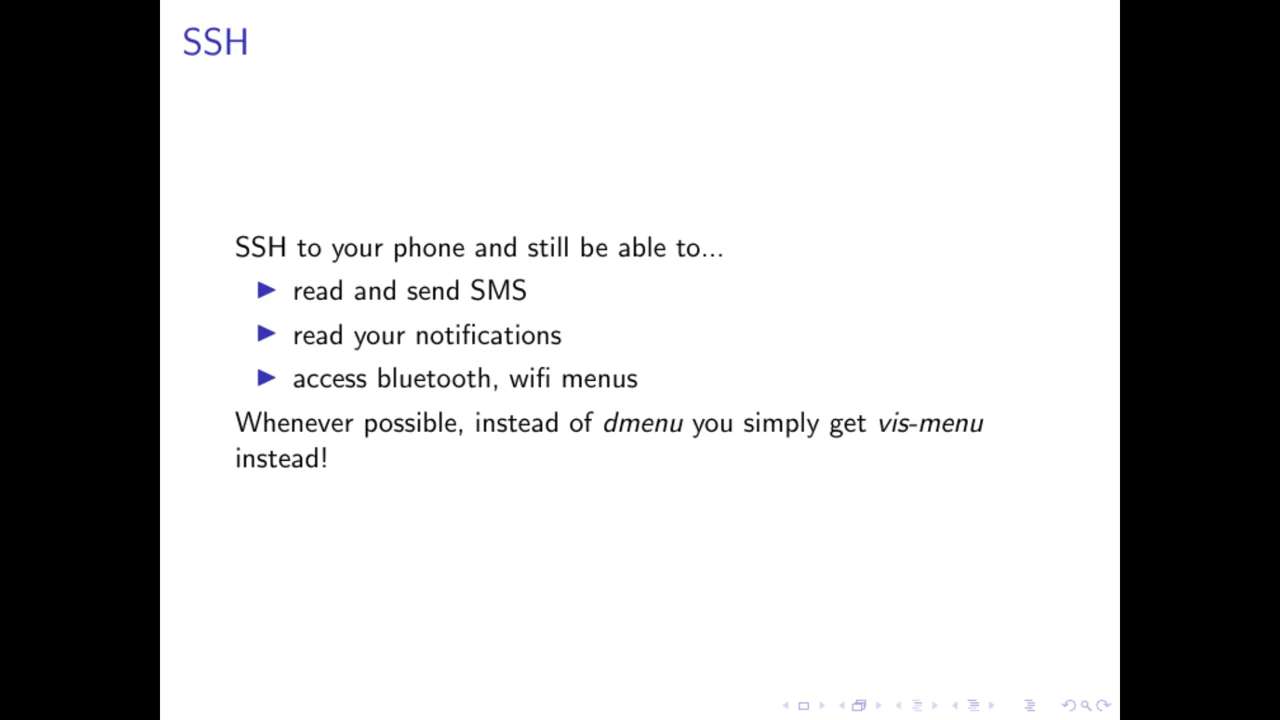 SSH
SSH to your phone and still be able to...
read and send SMS
read your notifications
access bluetooth, wifi menus
Whenever possible, instead of dmenu you simply get vis-menu
instead!